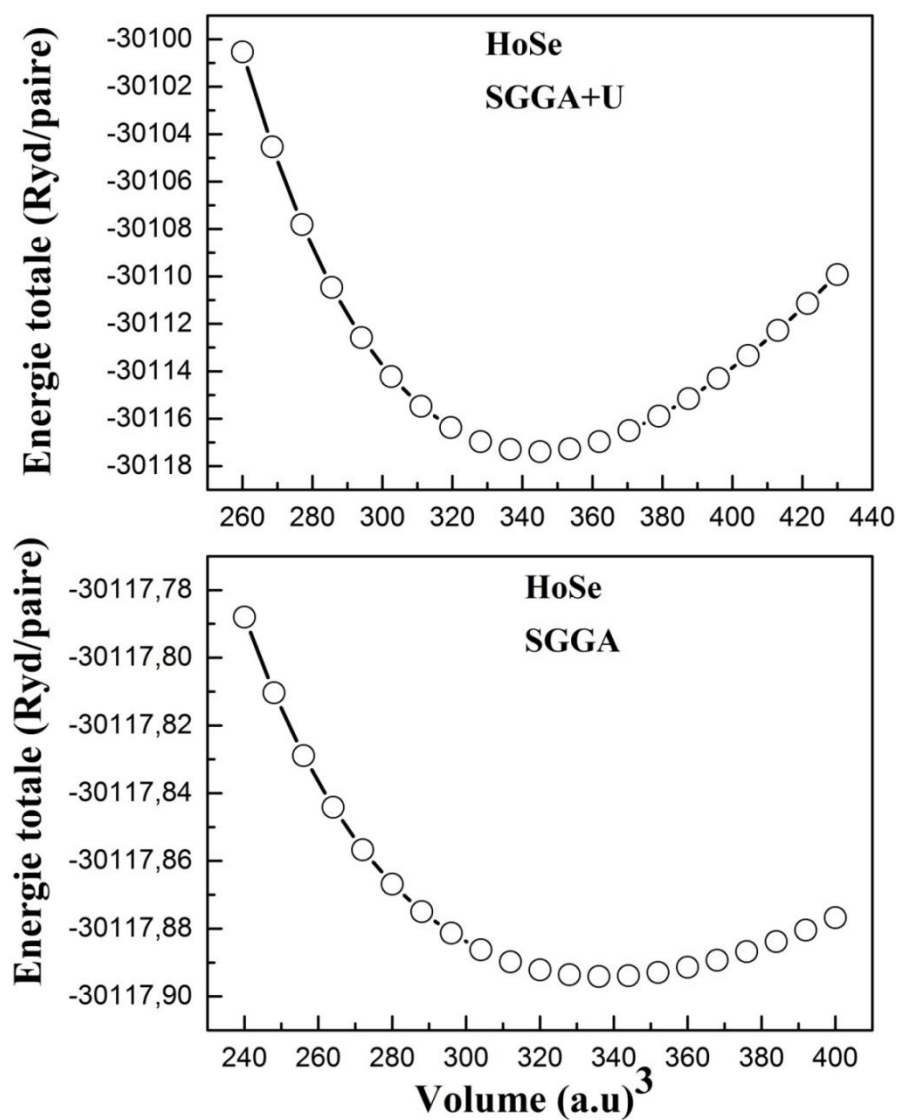 Energie totale (Ryd/paire)
-30100
-30102
-30104
-30106
-30108
-30110
-30112
-30114
-30116
-30118
HoSe
SGGA+U
260 280 300 320 340 360 380 400 420 440
Energie totale (Ryd/paire)
-30117,78
-30117,80
-30117,82
-30117,84
-30117,86
-30117,88
-30117,90
HoSe
SGGA
240 260 280 300 320 340 360 380 400
Volume (a.u)³